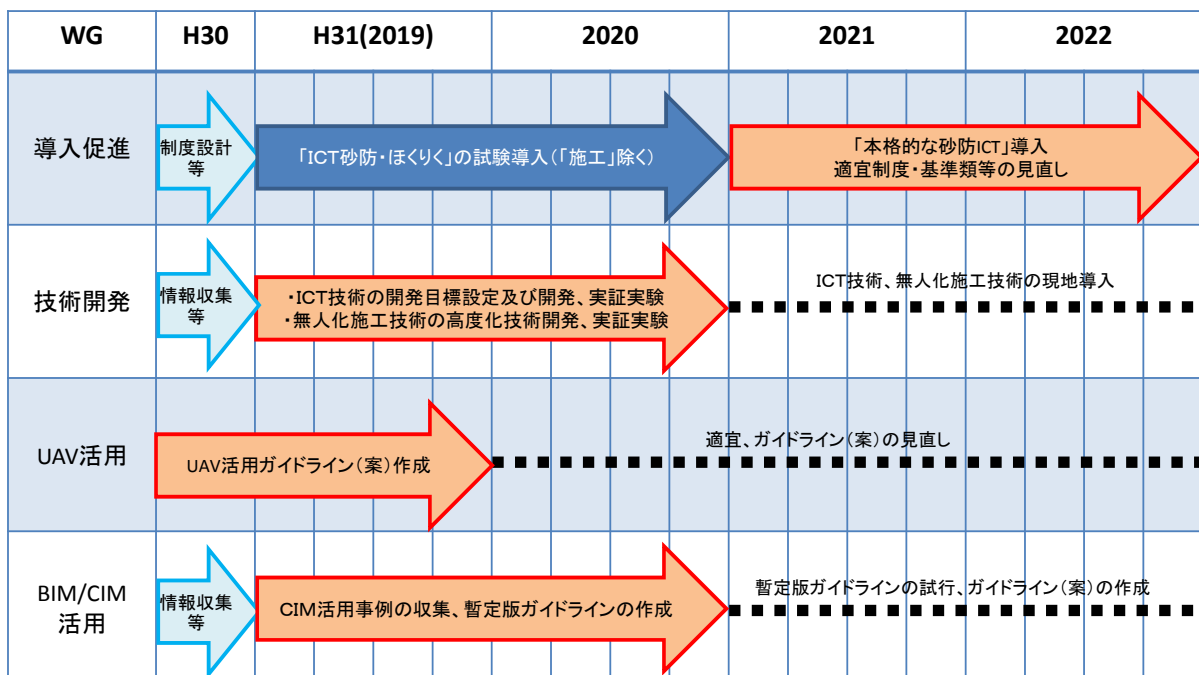 WG H30 H31(2019) 2020 2021 2022
導入促進
制度設計
等
「ICT砂防・ほくりく」の試験導入(「施工」除く)
「本格的な砂防ICT」導入
適宜制度・基準類等の見直し
技術開発
情報収集
等
・ICT技術の開発目標設定及び開発、実証実験
・無人化施工技術の高度化技術開発、実証実験
ICT技術、無人化施工技術の現地導入
UAV活用
UAV活用ガイドライン(案)作成
適宜、ガイドライン(案)の見直し
BIM/CIM
活用
情報収集
等
CIM活用事例の収集、暫定版ガイドラインの作成
暫定版ガイドラインの試行、ガイドライン(案)の作成